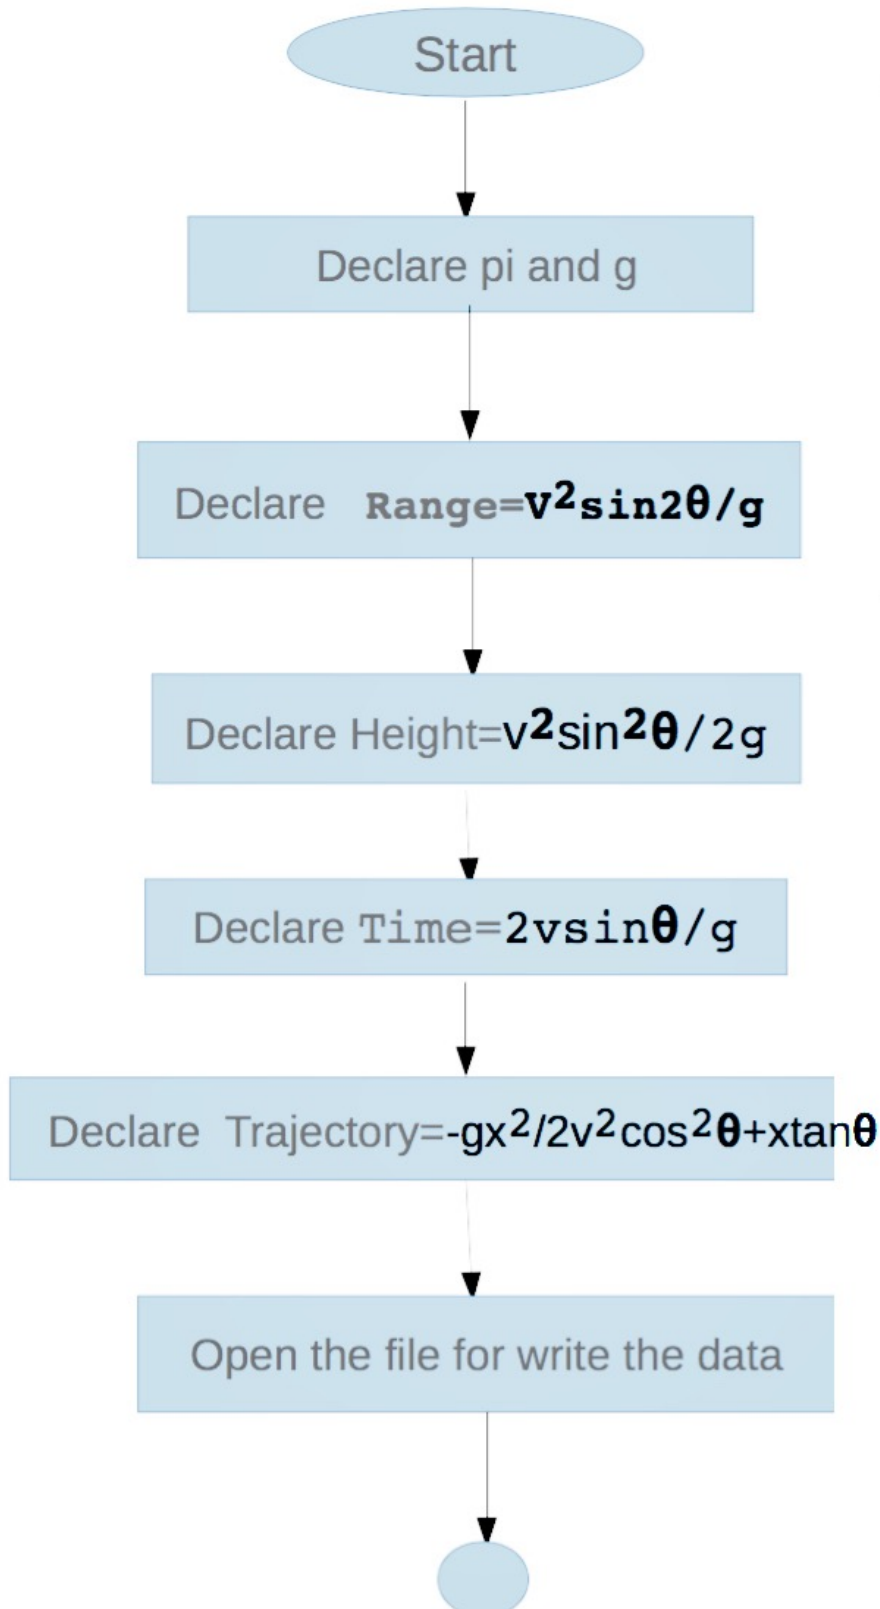 Start
Declare pi and g
Declare Range=V²sin2θ/g
Declare Height=v²sin²θ/2g
Declare Time=2vsinθ/g
Declare Trajectory=-gx²/2v²cos²θ+xtanθ
Open the file for write the data